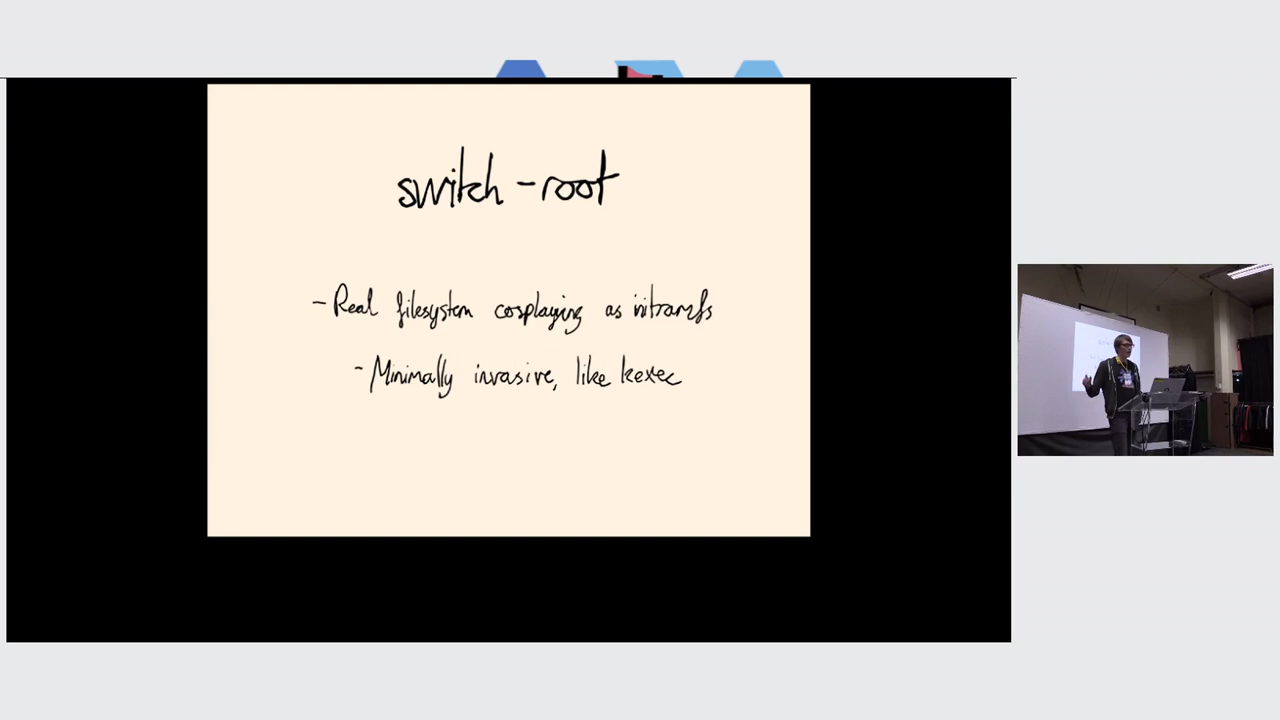 switch-root
- Real filesystem cosplaying as initramfs
- Minimally invasive, like kexec